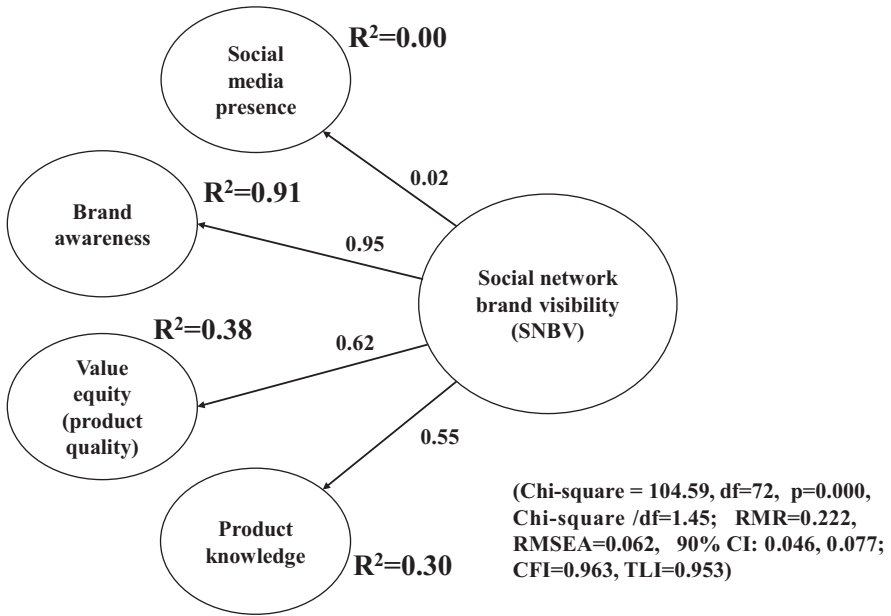 Social
media
presence
R²=0.00
0.02
Brand
awareness
R²=0.91
0.95
Social network
brand visibility
(SNBV)
Value
equity
(product
quality)
R²=0.38
0.62
0.55
Product
knowledge
R²=0.30
(Chi-square = 104.59, df=72, p=0.000,
Chi-square /df=1.45; RMR=0.222,
RMSEA=0.062, 90% CI: 0.046, 0.077;
CFI=0.963, TLI=0.953)